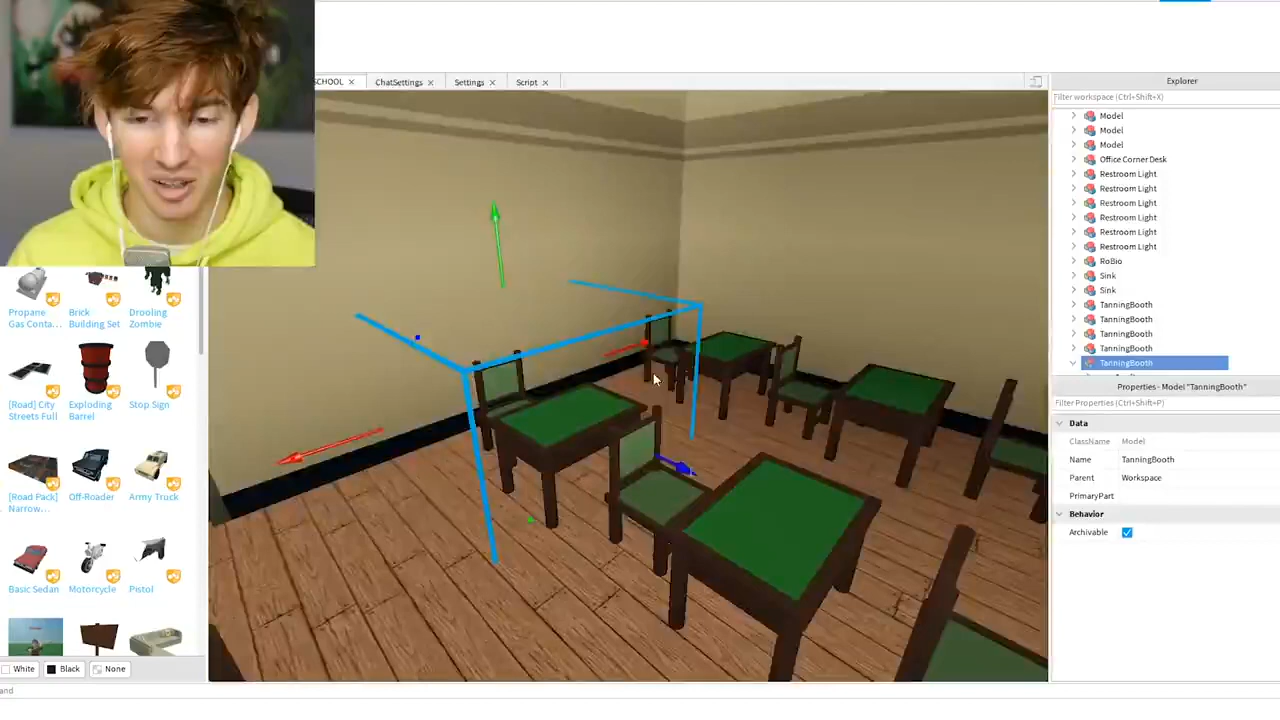 SCHOOL
ChatSettings
Settings
Script
Explorer
Filter workspace (Ctrl+Shift+X)
Model
Model
Model
Office Corner Desk
Restroom Light
Restroom Light
Restroom Light
Restroom Light
Restroom Light
Restroom Light
RoBio
Sink
Sink
TanningBooth
TanningBooth
TanningBooth
TanningBooth
TanningBooth
Properties - Model "TanningBooth"
Filter Properties (Ctrl+Shift+P)
Data
ClassName Model
Name TanningBooth
Parent Workspace
PrimaryPart
Behavior
Archivable
Propane Brick Drooling
Gas Conta... Building Set Zombie
[Road] City Exploding Stop Sign
Streets Full Barrel
[Road Pack] Off-Roader Army Truck
Narrow...
Basic Sedan Motorcycle Pistol
White Black None
and